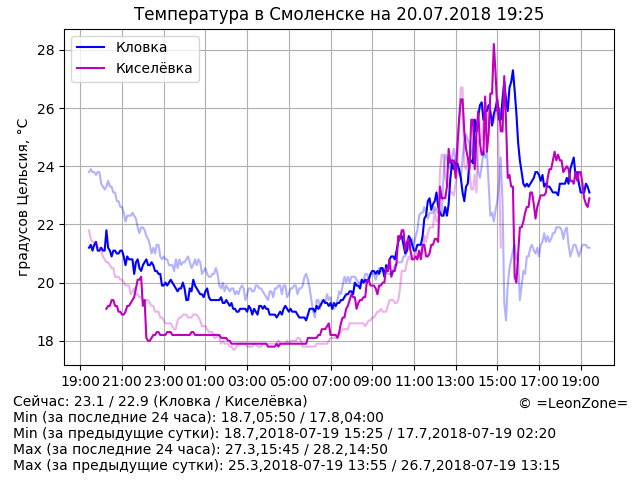 Температура в Смоленске на 20.07.2018 19:25
градусов Цельсия, °C
28
26
24
22
20
18
Кловка
Киселёвка
19:00 21:00 23:00 01:00 03:00 05:00 07:00 09:00 11:00 13:00 15:00 17:00 19:00
Сейчас: 23.1 / 22.9 (Кловка / Киселёвка)
© =LeonZone=
Min (за последние 24 часа): 18.7,05:50 / 17.8,04:00
Min (за предыдущие сутки): 18.7,2018-07-19 15:25 / 17.7,2018-07-19 02:20
Max (за последние 24 часа): 27.3,15:45 / 28.2,14:50
Max (за предыдущие сутки): 25.3,2018-07-19 13:55 / 26.7,2018-07-19 13:15